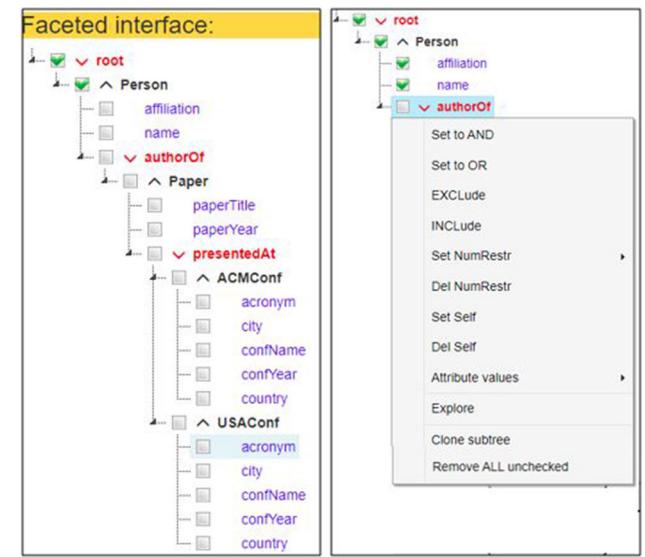 Faceted interface:
root
Person
affiliation
name
authorOf
Paper
paperTitle
paperYear
presentedAt
ACMConf
acronym
city
confName
confYear
country
USAConf
acronym
city
confName
confYear
country
root
Person
affiliation
name
authorOf
Set to AND
Set to OR
EXCLude
INCLude
Set NumRestr
Del NumRestr
Set Self
Del Self
Attribute values
Explore
Clone subtree
Remove ALL unchecked